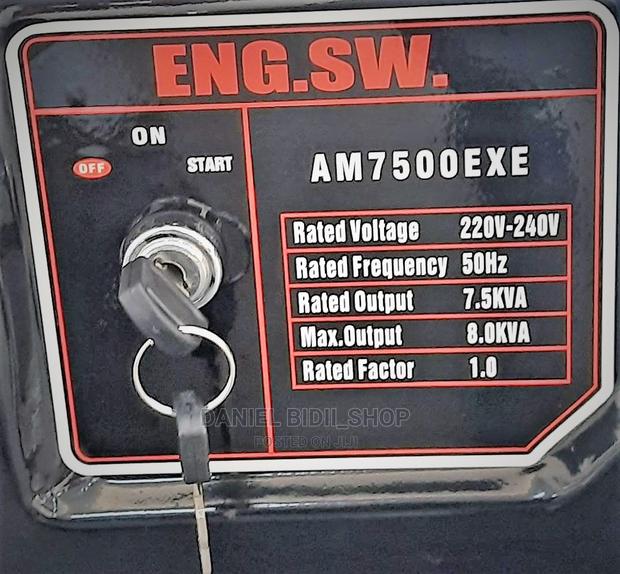 ENG.SW.
ON
OFF
START
AM7500EXE
Rated Voltage 220V-240V
Rated Frequency 50Hz
Rated Output 7.5KVA
Max.Output 8.0KVA
Rated Factor 1.0
DANIEL BIDII_SHOP
POSTED ON JIJI